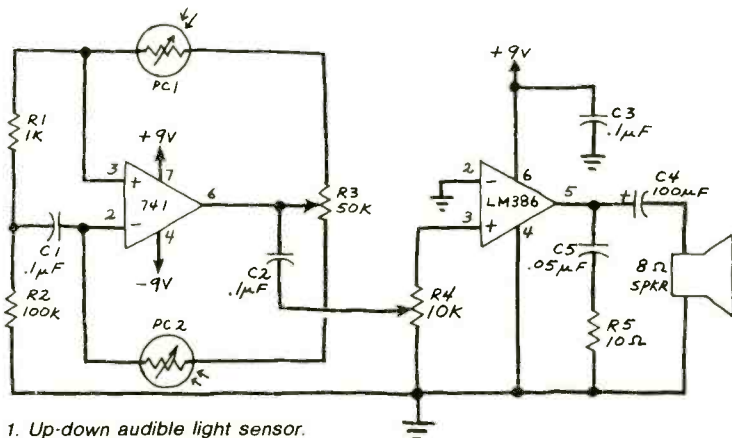 PC1
R1
1K
+9V
7
3
+
741
6
2
-
4
-9V
C1
.1µF
R2
100K
PC2
R3
50K
C2
.1µF
R4
10K
+9V
C3
.1µF
2
-
6
LM386
5
3
+
4
C4
+
100µF
C5
.05µF
R5
10Ω
8Ω
SPKR
1. Up-down audible light sensor.